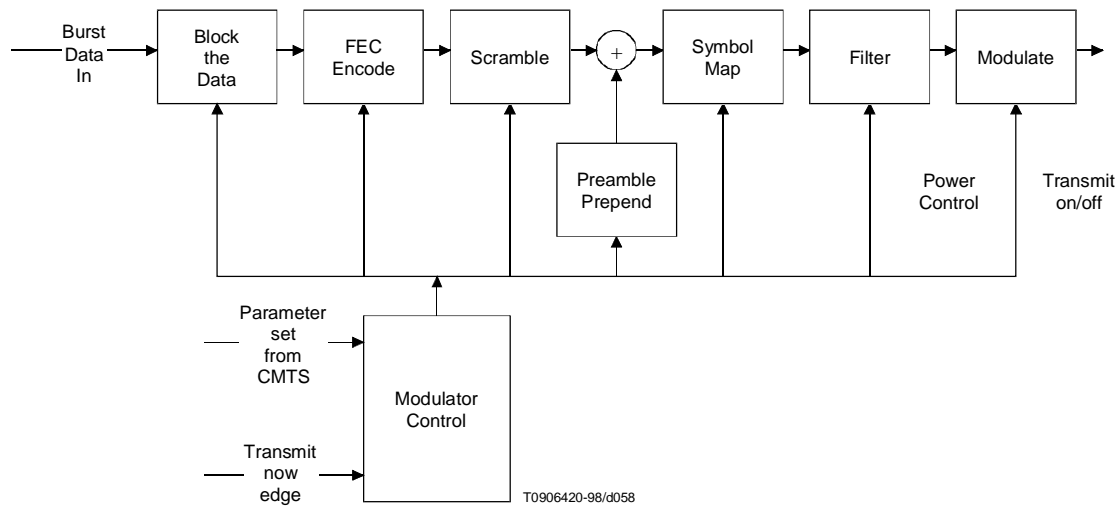 Burst
Data
In
Block
the
Data
FEC
Encode
Scramble
+
Symbol
Map
Filter
Modulate
Preamble
Prepend
Power
Control
Transmit
on/off
Parameter
set
from
CMTS
Modulator
Control
Transmit
now
edge
T0906420-98/d058